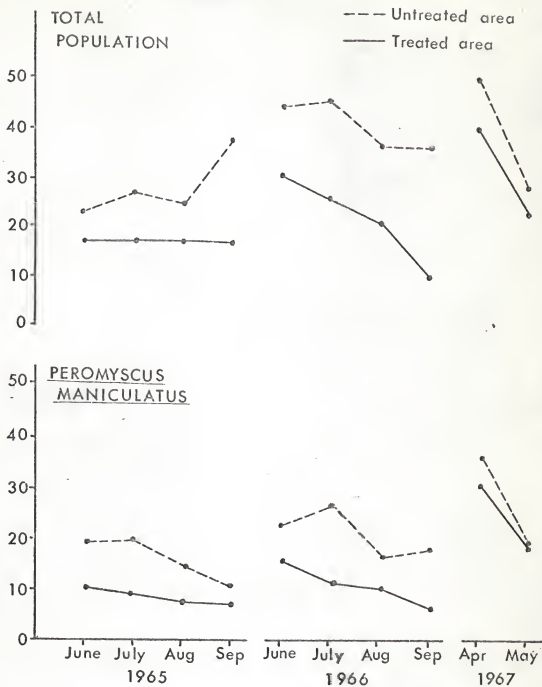 TOTAL
POPULATION
Untreated area
Treated area
50
40
30
20
10
0
PEROMYSCUS
MANICULATUS
50
40
30
20
10
0
June July Aug Sep
1965
June July Aug Sep
1966
Apr May
1967